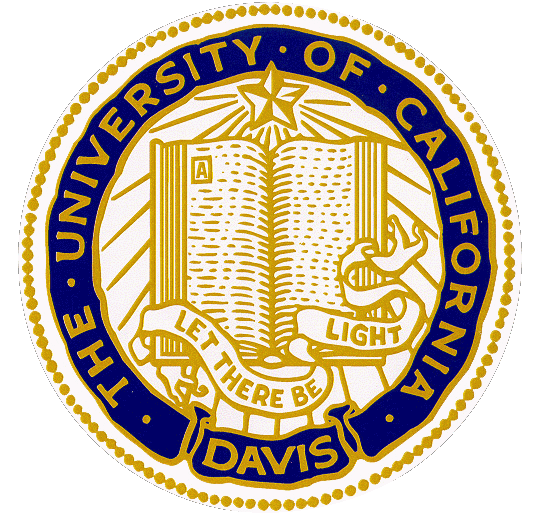 THE · UNIVERSITY · OF · CALIFORNIA ·
A
LET THERE BE
LIGHT
DAVIS